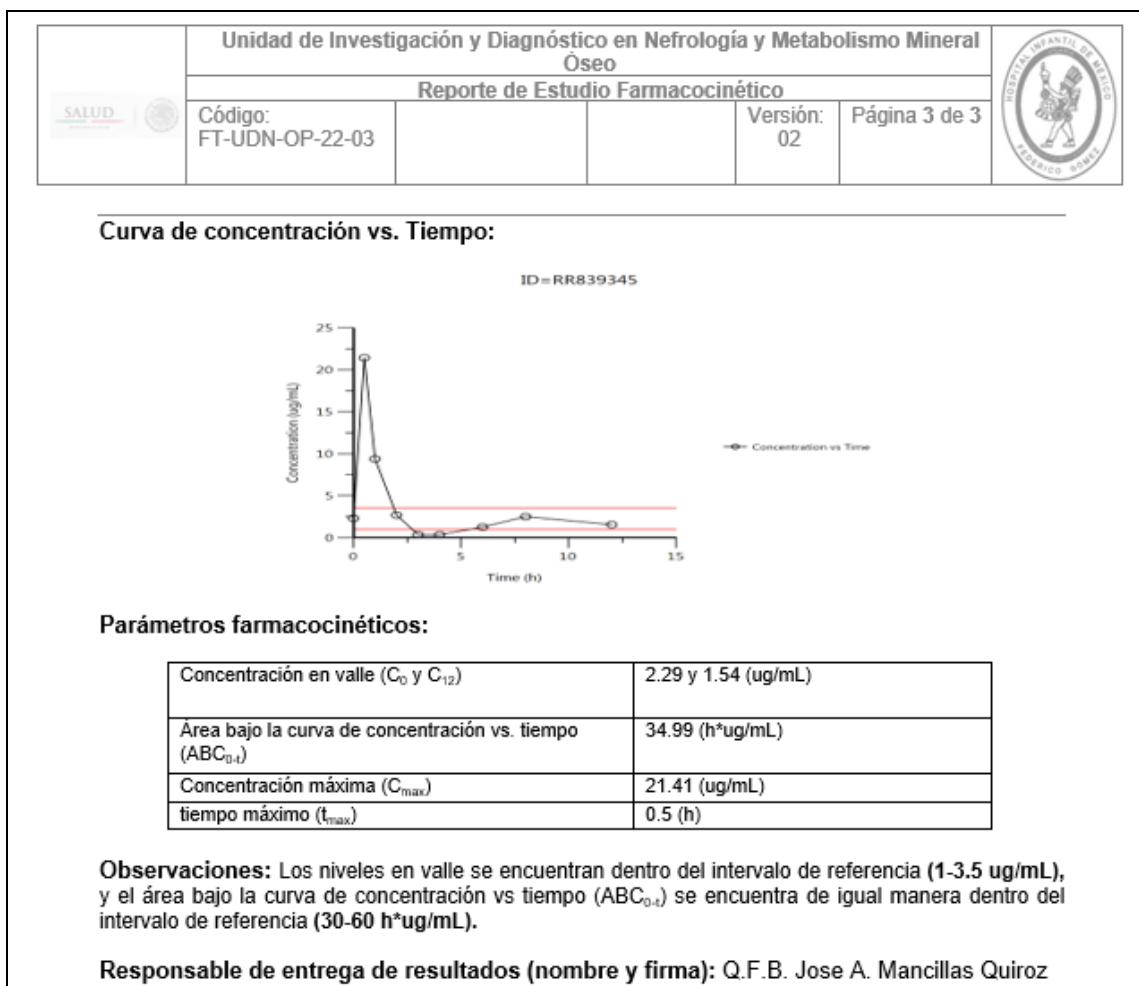 Unidad de Investigación y Diagnóstico en Nefrología y Metabolismo Mineral
Óseo
Reporte de Estudio Farmacocinético
SALUD
Código:
FT-UDN-OP-22-03
Versión:
02
Página 3 de 3
HOSPITAL INFANTIL DE MEXICO
FEDERICO GOMEZ
Curva de concentración vs. Tiempo:
ID=RR839345
25
20
15
10
5
0
Concentration (ug/mL)
0
5
10
15
Time (h)
Concentration vs Time
Parámetros farmacocinéticos:
Concentración en valle (C0 y C12)
2.29 y 1.54 (ug/mL)
Área bajo la curva de concentración vs. tiempo
(ABC0-t)
34.99 (h*ug/mL)
Concentración máxima (Cmax)
21.41 (ug/mL)
tiempo máximo (tmax)
0.5 (h)
Observaciones: Los niveles en valle se encuentran dentro del intervalo de referencia (1-3.5 ug/mL),
y el área bajo la curva de concentración vs tiempo (ABC0-t) se encuentra de igual manera dentro del
intervalo de referencia (30-60 h*ug/mL).
Responsable de entrega de resultados (nombre y firma): Q.F.B. Jose A. Mancillas Quiroz